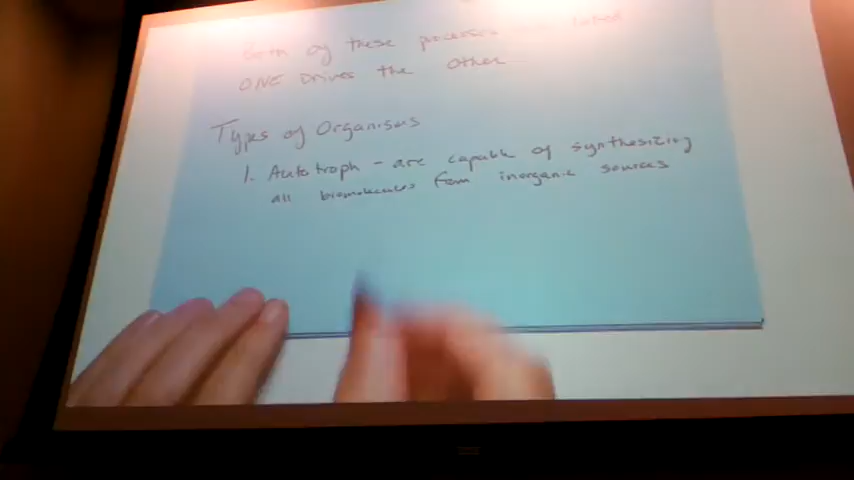 Both of these processes
ONE Drives the other
Types of Organisms
1. Autotroph - are capable of synthesizing
all biomolecules from inorganic sources